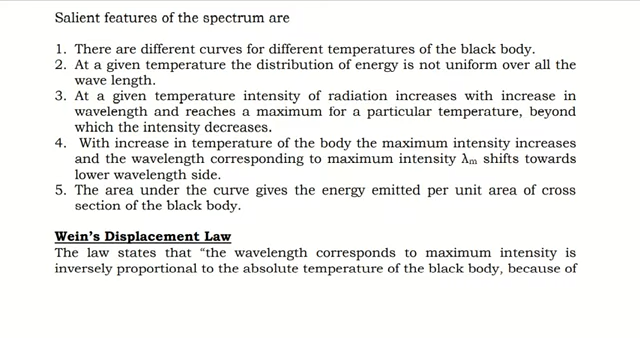 Salient features of the spectrum are
1. There are different curves for different temperatures of the black body.
2. At a given temperature the distribution of energy is not uniform over all the
wave length.
3. At a given temperature intensity of radiation increases with increase in
wavelength and reaches a maximum for a particular temperature, beyond
which the intensity decreases.
4. With increase in temperature of the body the maximum intensity increases
and the wavelength corresponding to maximum intensity λₘ shifts towards
lower wavelength side.
5. The area under the curve gives the energy emitted per unit area of cross
section of the black body.
Wein's Displacement Law
The law states that “the wavelength corresponds to maximum intensity is
inversely proportional to the absolute temperature of the black body, because of